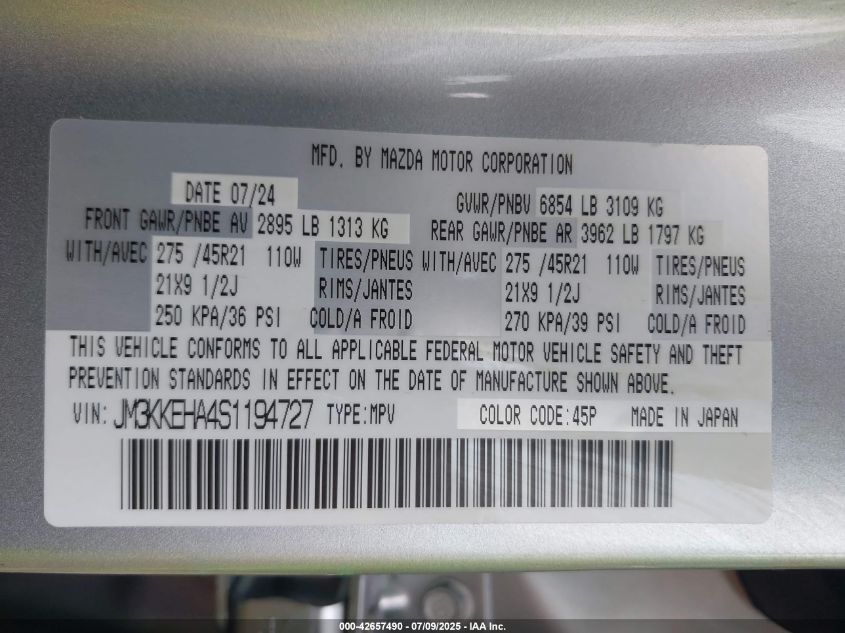 MFD. BY MAZDA MOTOR CORPORATION
DATE 07/24 GVWR/PNBV 6854 LB 3109 KG
FRONT GAWR/PNBE AV 2895 LB 1313 KG REAR GAWR/PNBE AR 3962 LB 1797 KG
WITH/AVEC 275 /45R21 110W TIRES/PNEUS WITH/AVEC 275 /45R21 110W TIRES/PNEUS
21X9 1/2J RIMS/JANTES 21X9 1/2J RIMS/JANTES
250 KPA/36 PSI COLD/A FROID 270 KPA/39 PSI COLD/A FROID
THIS VEHICLE CONFORMS TO ALL APPLICABLE FEDERAL MOTOR VEHICLE SAFETY AND THEFT
PREVENTION STANDARDS IN EFFECT ON THE DATE OF MANUFACTURE SHOWN ABOVE.
VIN: JM3KKEHA4S1194727 TYPE:MPV COLOR CODE:45P MADE IN JAPAN
000-42657490 - 07/09/2025 - IAA Inc.